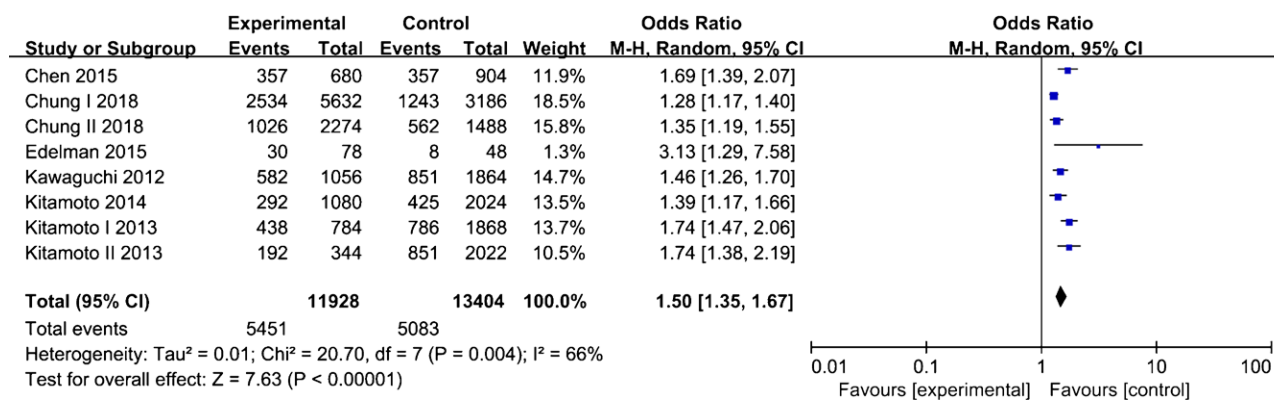 Experimental Control Odds Ratio Odds Ratio
Study or Subgroup Events Total Events Total Weight M-H, Random, 95% CI M-H, Random, 95% CI
Chen 2015 357 680 357 904 11.9% 1.69 [1.39, 2.07]
Chung I 2018 2534 5632 1243 3186 18.5% 1.28 [1.17, 1.40]
Chung II 2018 1026 2274 562 1488 15.8% 1.35 [1.19, 1.55]
Edelman 2015 30 78 8 48 1.3% 3.13 [1.29, 7.58]
Kawaguchi 2012 582 1056 851 1864 14.7% 1.46 [1.26, 1.70]
Kitamoto 2014 292 1080 425 2024 13.5% 1.39 [1.17, 1.66]
Kitamoto I 2013 438 784 786 1868 13.7% 1.74 [1.47, 2.06]
Kitamoto II 2013 192 344 851 2022 10.5% 1.74 [1.38, 2.19]
Total (95% CI) 11928 13404 100.0% 1.50 [1.35, 1.67]
Total events 5451 5083
Heterogeneity: Tau² = 0.01; Chi² = 20.70, df = 7 (P = 0.004); I² = 66%
Test for overall effect: Z = 7.63 (P < 0.00001)
0.01 0.1 1 10 100
Favours [experimental] Favours [control]